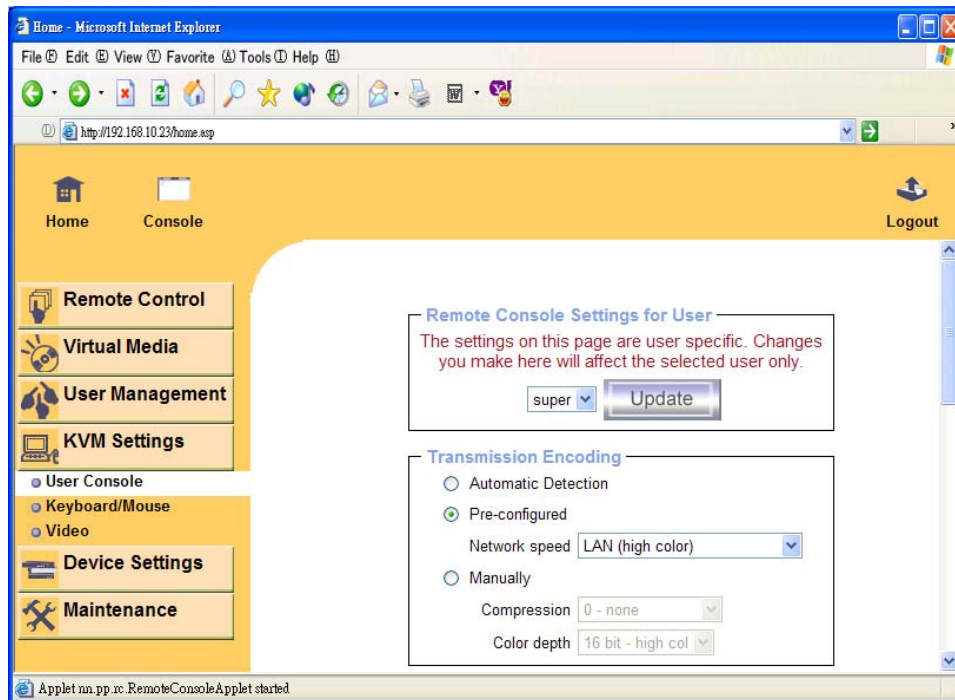 Home - Microsoft Internet Explorer
File (F) Edit (E) View (V) Favorite (A) Tools (T) Help (H)
(D) http://192.168.10.23/home.asp
Home
Console
Logout
Remote Control
Virtual Media
User Management
KVM Settings
User Console
Keyboard/Mouse
Video
Device Settings
Maintenance
Remote Console Settings for User
The settings on this page are user specific. Changes
you make here will affect the selected user only.
super Update
Transmission Encoding
Automatic Detection
Pre-configured
Network speed LAN (high color)
Manually
Compression 0 - none
Color depth 16 bit - high col
Applet nn.pp.rc.RemoteConsoleApplet started